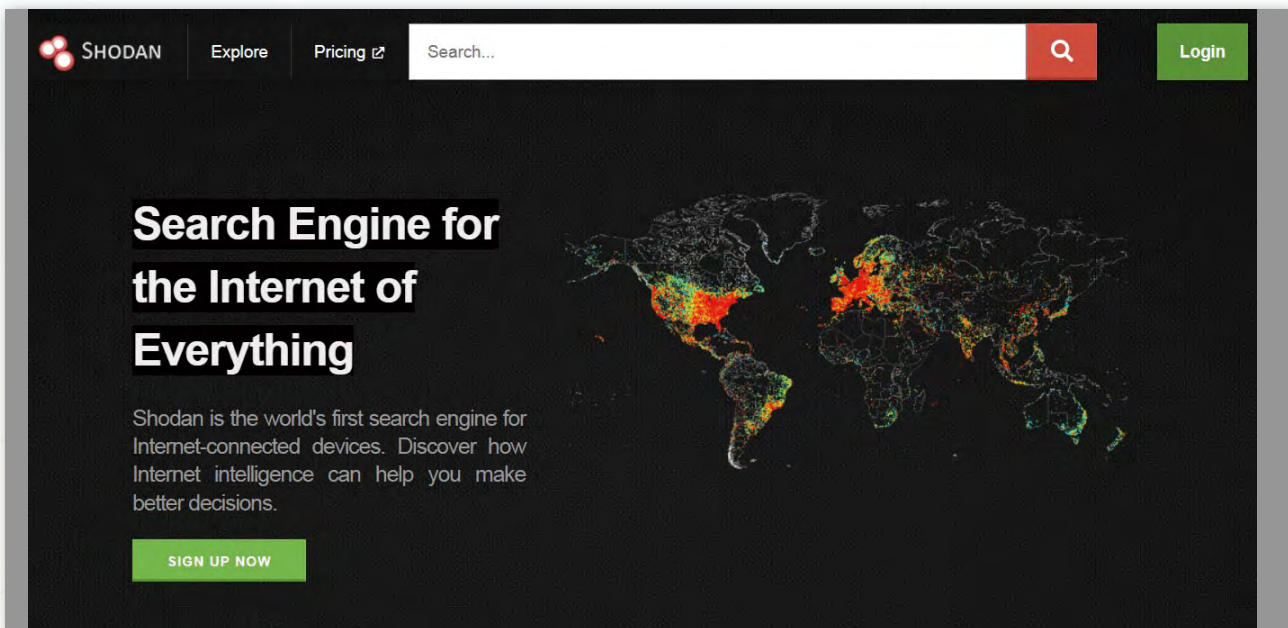 SHODAN Explore Pricing Search... Login
Search Engine for
the Internet of
Everything
Shodan is the world's first search engine for
Internet-connected devices. Discover how
Internet intelligence can help you make
better decisions.
SIGN UP NOW